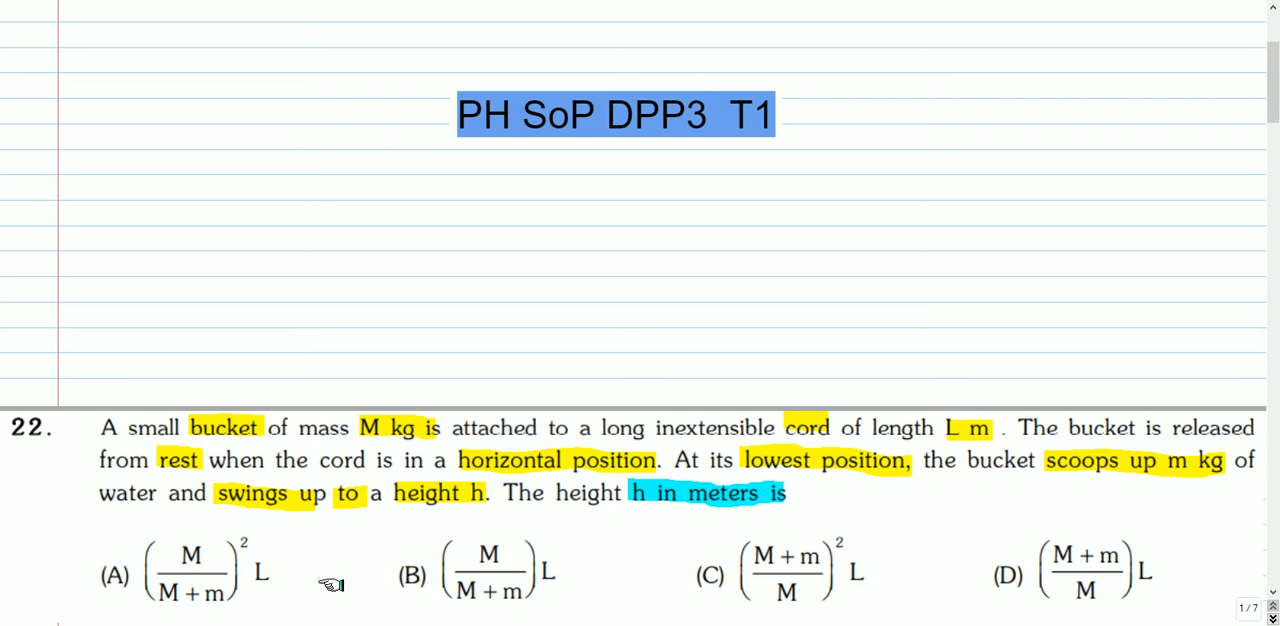 PH SoP DPP3 T1
22. A small bucket of mass M kg is attached to a long inextensible cord of length L m . The bucket is released
from rest when the cord is in a horizontal position. At its lowest position, the bucket scoops up m kg of
water and swings up to a height h. The height h in meters is
(A) (M/(M + m))² L (B) (M/(M + m)) L (C) ((M + m)/M)² L (D) ((M + m)/M) L
1 / 7